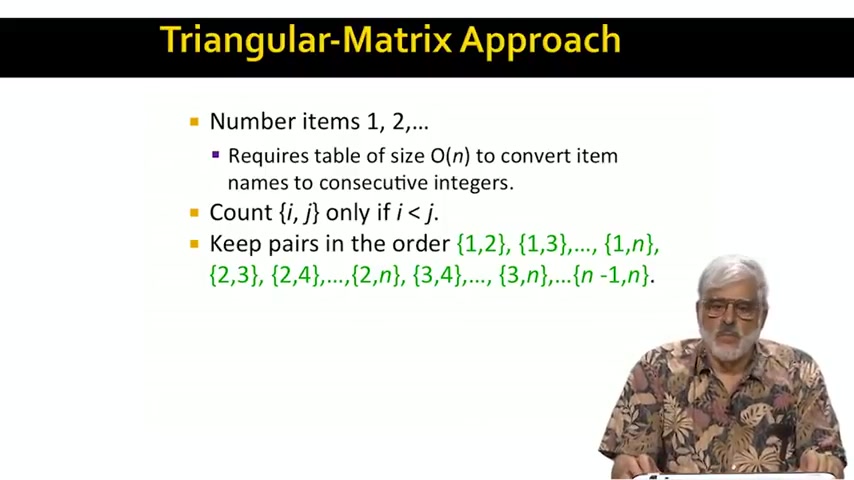 Triangular-Matrix Approach
Number items 1, 2,...
Requires table of size O(n) to convert item
names to consecutive integers.
Count {i, j} only if i < j.
Keep pairs in the order {1,2}, {1,3},..., {1,n},
{2,3}, {2,4},...,{2,n}, {3,4},..., {3,n},...{n -1,n}.